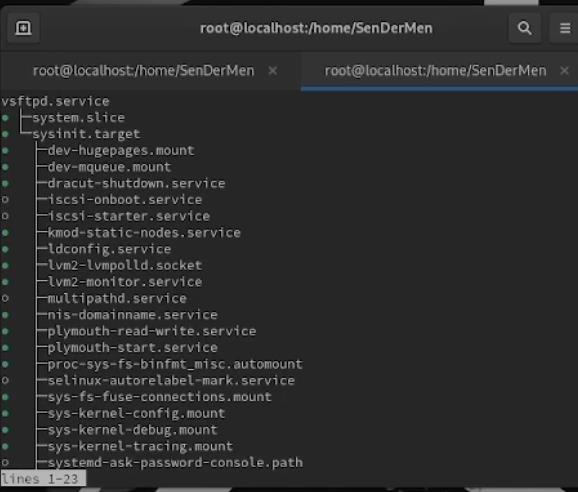 root@localhost:/home/SenDerMen
root@localhost:/home/SenDerMen × root@localhost:/home/SenDerMen ×
vsftpd.service
● ├─system.slice
● └─sysinit.target
●   ├─dev-hugepages.mount
●   ├─dev-mqueue.mount
●   ├─dracut-shutdown.service
○   ├─iscsi-onboot.service
○   ├─iscsi-starter.service
●   ├─kmod-static-nodes.service
●   ├─ldconfig.service
●   ├─lvm2-lvmpolld.socket
●   ├─lvm2-monitor.service
○   ├─multipathd.service
●   ├─nis-domainname.service
●   ├─plymouth-read-write.service
●   ├─plymouth-start.service
●   ├─proc-sys-fs-binfmt_misc.automount
○   ├─selinux-autorelabel-mark.service
●   ├─sys-fs-fuse-connections.mount
●   ├─sys-kernel-config.mount
●   ├─sys-kernel-debug.mount
●   ├─sys-kernel-tracing.mount
○   ├─systemd-ask-password-console.path
lines 1-23